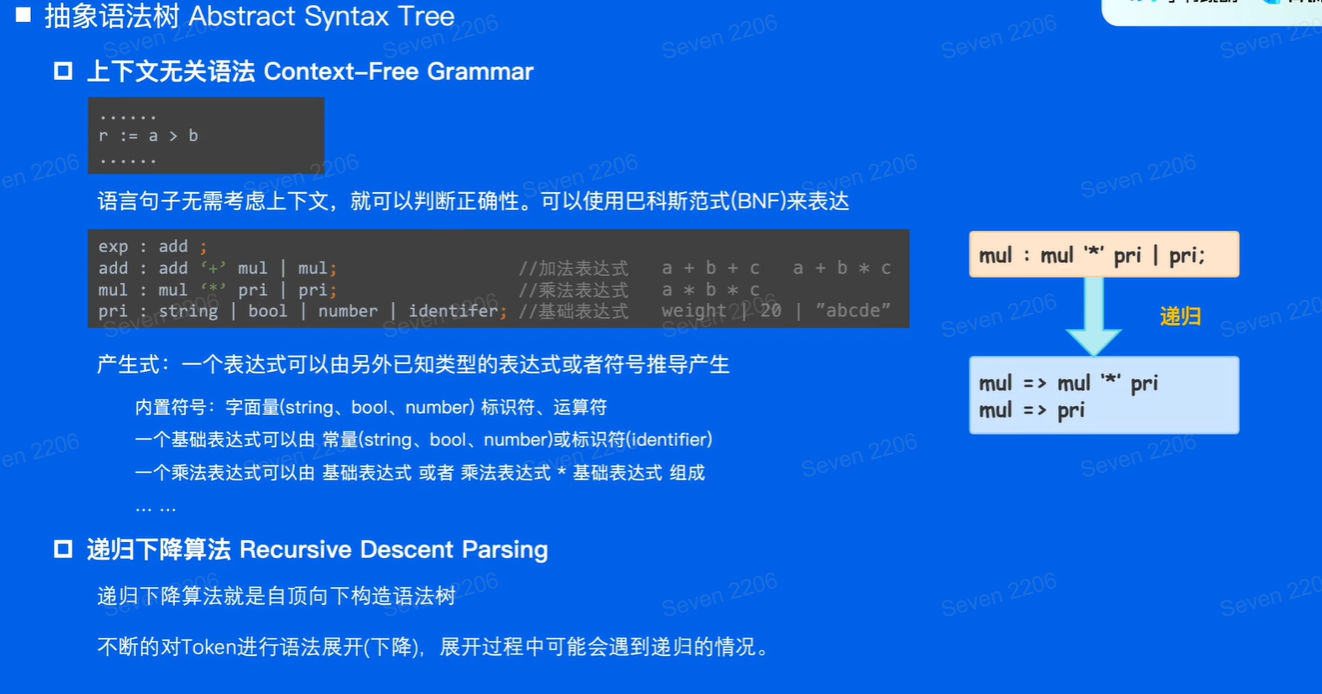 抽象语法树 Abstract Syntax Tree
上下文无关语法 Context-Free Grammar
......
r := a > b
......
语言句子无需考虑上下文，就可以判断正确性。可以使用巴科斯范式(BNF)来表达
exp : add ;
add : add ‘+’ mul | mul; //加法表达式 a + b + c a + b * c
mul : mul ‘*’ pri | pri; //乘法表达式 a * b * c
pri : string | bool | number | identifer; //基础表达式 weight | 20 | ”abcde”
mul : mul '*' pri | pri;
递归
mul => mul '*' pri
mul => pri
产生式：一个表达式可以由另外已知类型的表达式或者符号推导产生
内置符号：字面量(string、bool、number) 标识符、运算符
一个基础表达式可以由 常量(string、bool、number)或标识符(identifier)
一个乘法表达式可以由 基础表达式 或者 乘法表达式 * 基础表达式 组成
... ...
递归下降算法 Recursive Descent Parsing
递归下降算法就是自顶向下构造语法树
不断的对Token进行语法展开(下降)，展开过程中可能会遇到递归的情况。
Seven 2206